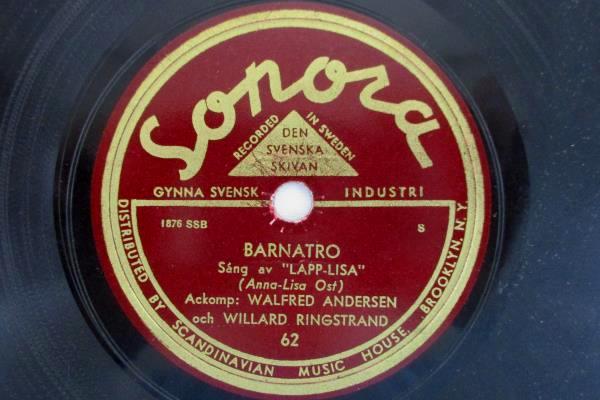 Sonora
RECORDED IN SWEDEN
DEN
SVENSKA
SKIVAN
GYNNA SVENSK INDUSTRI
1876 SSB
S
BARNATRO
Sång av "LAPP-LISA"
(Anna-Lisa Öst)
Ackomp: WALFRED ANDERSEN
och WILLARD RINGSTRAND
62
DISTRIBUTED BY SCANDINAVIAN MUSIC HOUSE, BROOKLYN, N.Y.